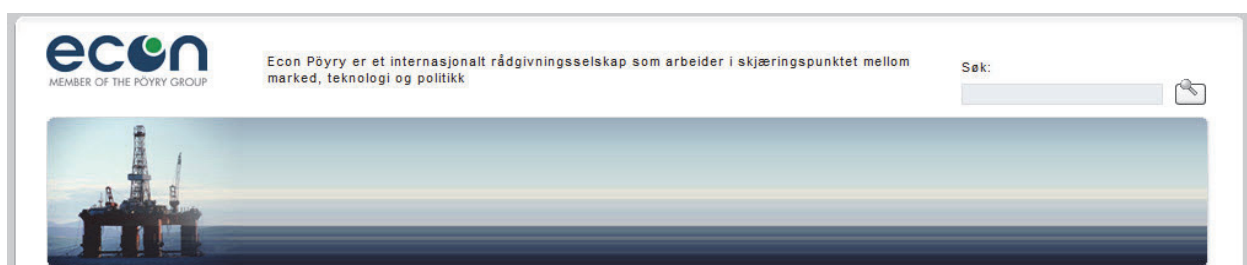 econ
MEMBER OF THE PÖYRY GROUP
Econ Pöyry er et internasjonalt rådgivningsselskap som arbeider i skjæringspunktet mellom
marked, teknologi og politikk
Søk: